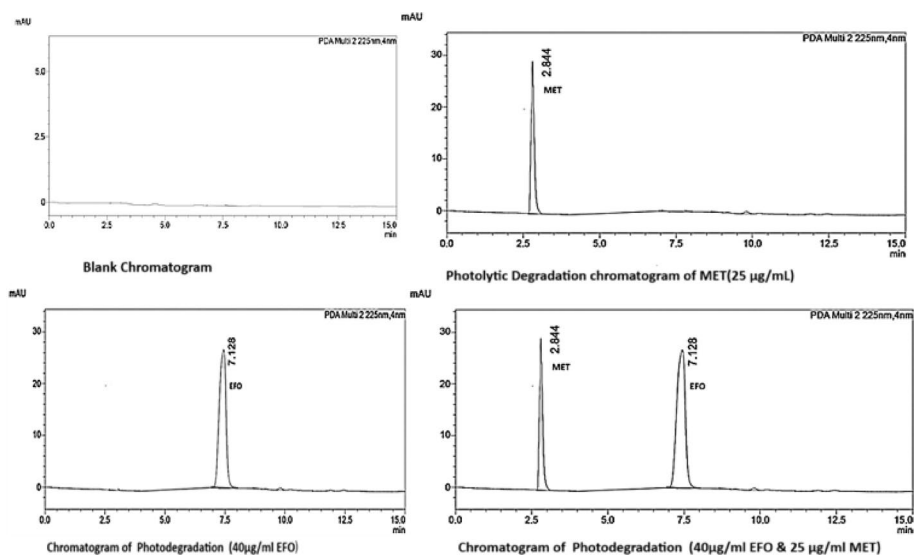 mAU
PDA Multi 2 225nm,4nm
5.0
2.5
0
0.0 2.5 5.0 7.5 10.0 12.5 15.0
min
Blank Chromatogram
mAU
PDA Multi 2 225nm,4nm
30
20
10
0
2.844
MET
0.0 2.5 5.0 7.5 10.0 12.5 15.0
min
Photolytic Degradation chromatogram of MET(25 µg/mL)
mAU
PDA Multi 2 225nm,4nm
30
20
10
0
7.128
EFO
0.0 2.5 5.0 7.5 10.0 12.5 15.0
min
Chromatogram of Photodegradation (40µg/ml EFO)
mAU
PDA Multi 2 225nm,4nm
30
20
10
0
2.844
MET
7.128
EFO
0.0 2.5 5.0 7.5 10.0 12.5 15.0
min
Chromatogram of Photodegradation (40µg/ml EFO & 25 µg/ml MET)